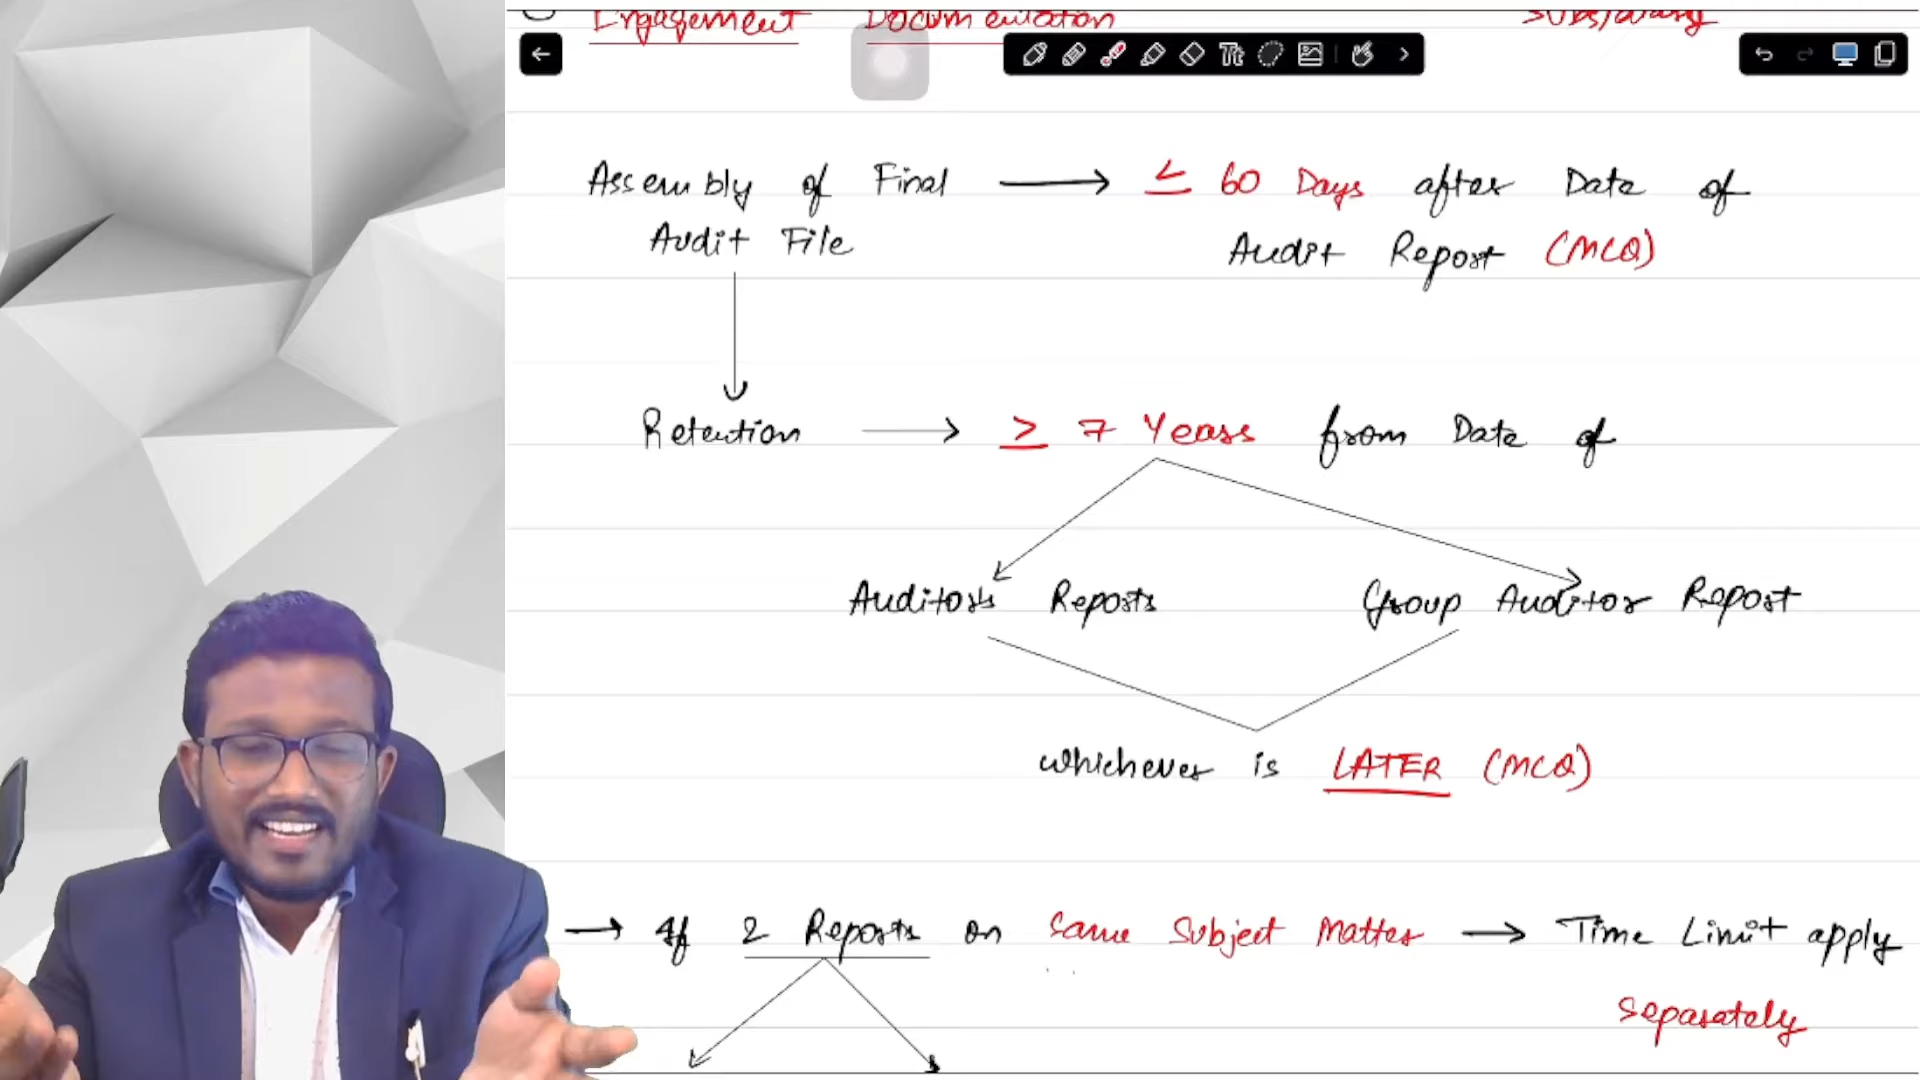 Engagement Documentation
Subsidiary
Tt
Assembly of Final → ≤ 60 Days after Date of
Audit File
Audit Report (MCQ)
Retention → ≥ 7 Years from Date of
Auditor's Reports
Group Auditor Report
whichever is LATER (MCQ)
→ If 2 Reports on Same Subject Matter → Time Limit apply
separately